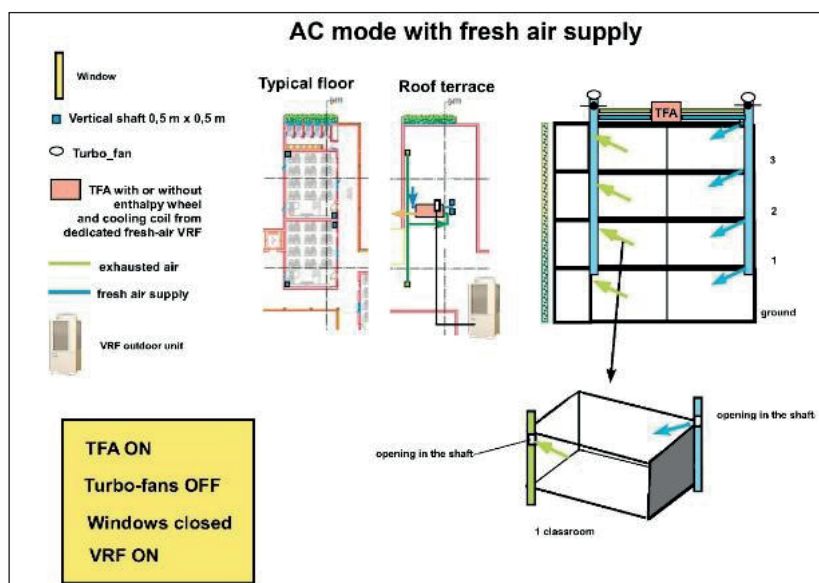 AC mode with fresh air supply
Window
Vertical shaft 0,5 m x 0,5 m
Turbo_fan
TFA with or without
enthalpy wheel
and cooling coil from
dedicated fresh-air VRF
exhausted air
fresh air supply
VRF outdoor unit
Typical floor
Roof terrace
TFA
3
2
1
ground
opening in the shaft
opening in the shaft
1 classroom
TFA ON
Turbo-fans OFF
Windows closed
VRF ON